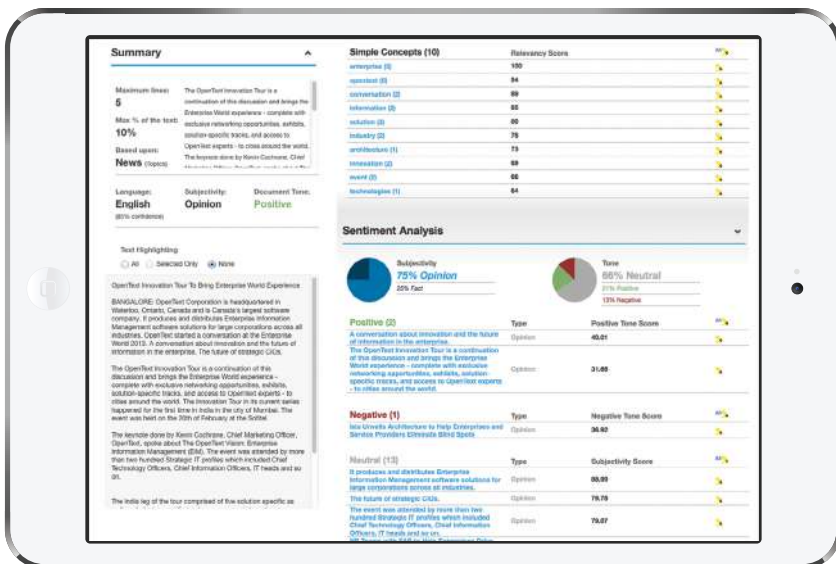 Summary
Maximum lines:
5
Max % of the text:
10%
Based upon:
News (Topics)
The OpenText Innovation Tour is a
continuation of this discussion and brings the
Enterprise World experience - complete with
exclusive networking opportunities, exhibits,
solution-specific tracks, and access to
OpenText experts - to cities around the world.
The keynote done by Kevin Cochrane, Chief
Language:
English
(85% confidence)
Subjectivity:
Opinion
Document Tone:
Positive
Text Highlighting
All Selected Only None
OpenText Innovation Tour To Bring Enterprise World Experience
BANGALORE: OpenText Corporation is headquartered in
Waterloo, Ontario, Canada and is Canada's largest software
company. It produces and distributes Enterprise Information
Management software solutions for large corporations across all
industries. OpenText started a conversation at the Enterprise
World 2013. A conversation about innovation and the future of
information in the enterprise. The future of strategic CIOs.
The OpenText Innovation Tour is a continuation of this
discussion and brings the Enterprise World experience -
complete with exclusive networking opportunities, exhibits,
solution-specific tracks, and access to OpenText experts - to
cities around the world. The Innovation Tour in its current series
happened for the first time in India in the city of Mumbai. The
event was held on the 20th of February at the Sofitel
The keynote done by Kevin Cochrane, Chief Marketing Officer,
OpenText, spoke about The OpenText Vision: Enterprise
Information Management (EIM). The event was attended by more
than two hundred Strategic IT profiles which included Chief
Technology Officers, Chief Information Officers, IT heads and so
on.
The India leg of the tour comprised of five solution specific as
Simple Concepts (10) Relevancy Score All
enterprise (5) 100
opentext (6) 94
conversation (2)
information (3)
solution (3)
industry (2)
architecture (1) 73
innovation (2)
event (2)
technologies (1) 64
Sentiment Analysis
Subjectivity
75% Opinion
25% Fact
Tone
66% Neutral
21% Positive
13% Negative
Positive (2) Type Positive Tone Score All
A conversation about innovation and the future
of information in the enterprise.
Opinion 40.01
The OpenText Innovation Tour is a continuation
of this discussion and brings the Enterprise
World experience - complete with exclusive
networking opportunities, exhibits, solution-
specific tracks, and access to OpenText experts
- to cities around the world.
Opinion
Negative (1) Type Negative Tone Score All
Ixia Unveils Architecture to Help Enterprises and
Service Providers Eliminate Blind Spots
Opinion 36.92
Neutral (13) Type Subjectivity Score All
It produces and distributes Enterprise
Information Management software solutions for
large corporations across all industries.
Opinion
The future of strategic CIOs. Opinion
The event was attended by more than two
hundred Strategic IT profiles which included
Chief Technology Officers, Chief Information
Officers, IT heads and so on.
Opinion 79.67